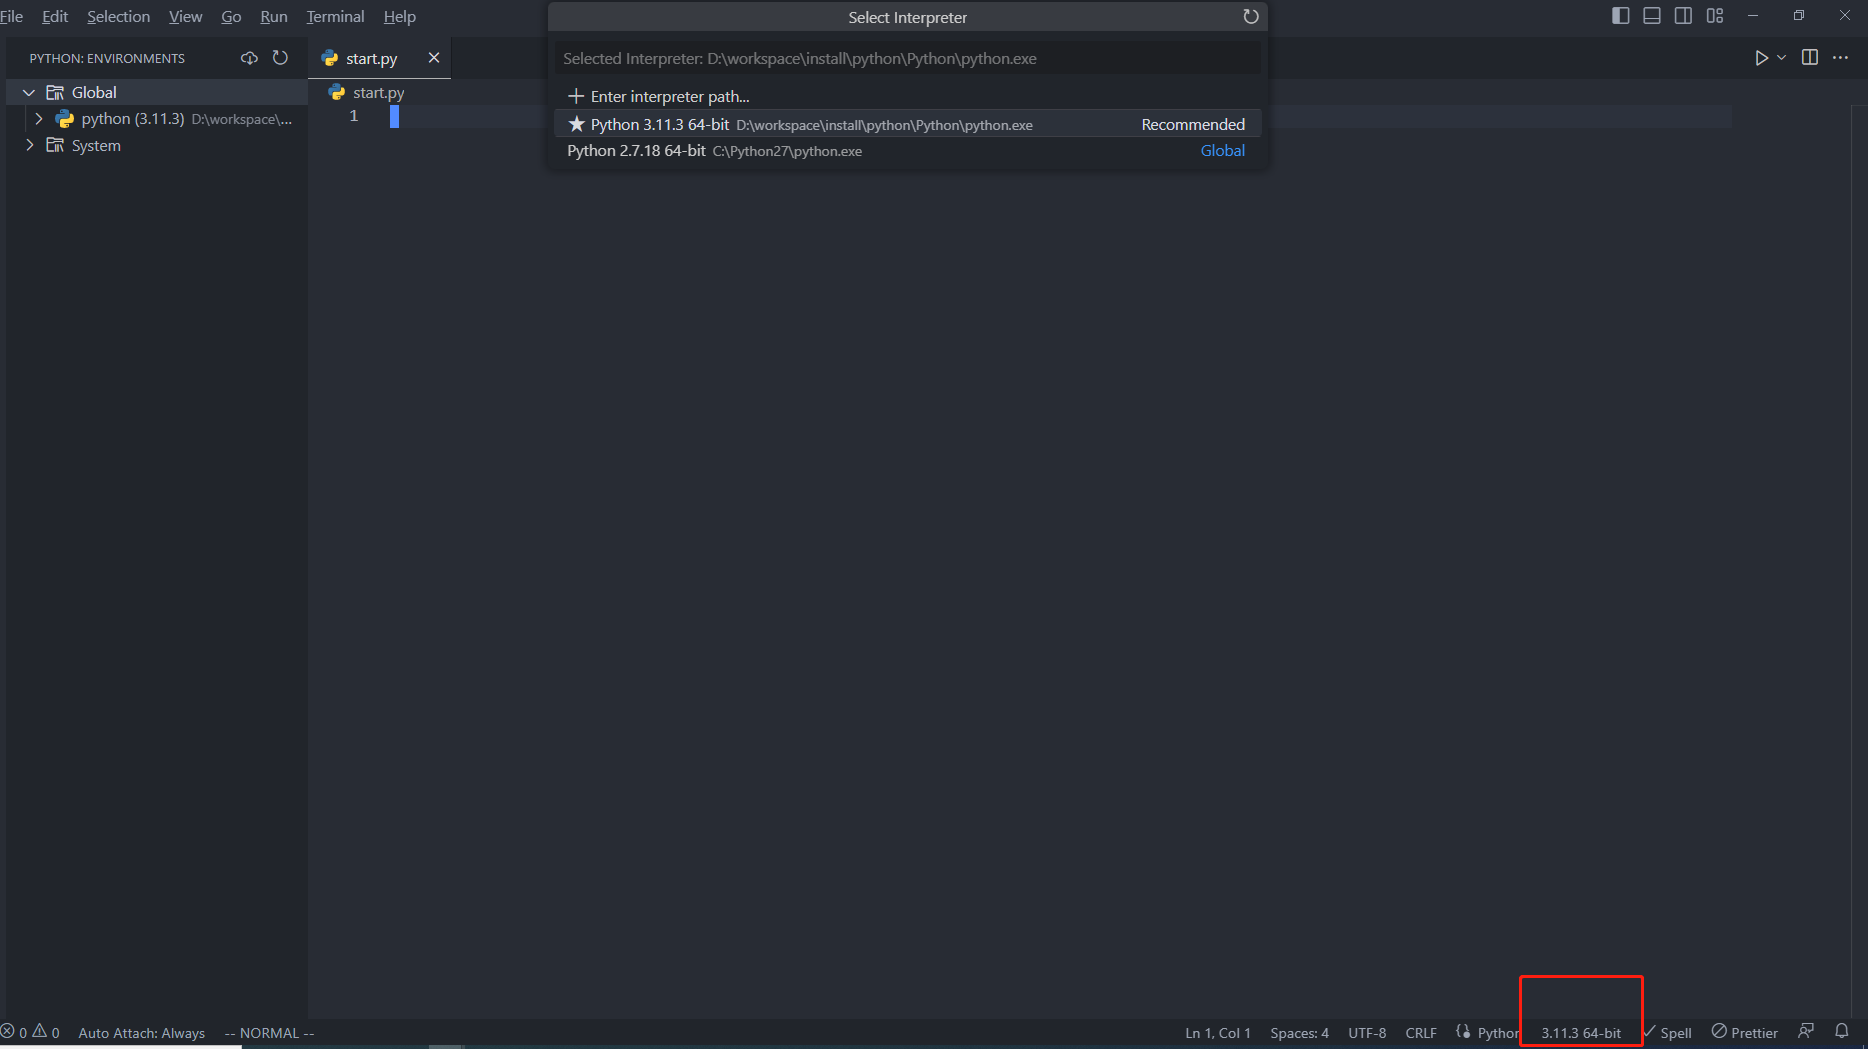 File Edit Selection View Go Run Terminal Help
Select Interpreter
PYTHON: ENVIRONMENTS
start.py
Selected Interpreter: D:\workspace\install\python\Python\python.exe
Global
start.py
Enter interpreter path...
python (3.11.3) D:\workspace\...
1
Python 3.11.3 64-bit D:\workspace\install\python\Python\python.exe Recommended
System
Python 2.7.18 64-bit C:\Python27\python.exe Global
0 0 Auto Attach: Always -- NORMAL -- Ln 1, Col 1 Spaces: 4 UTF-8 CRLF Python 3.11.3 64-bit Spell Prettier